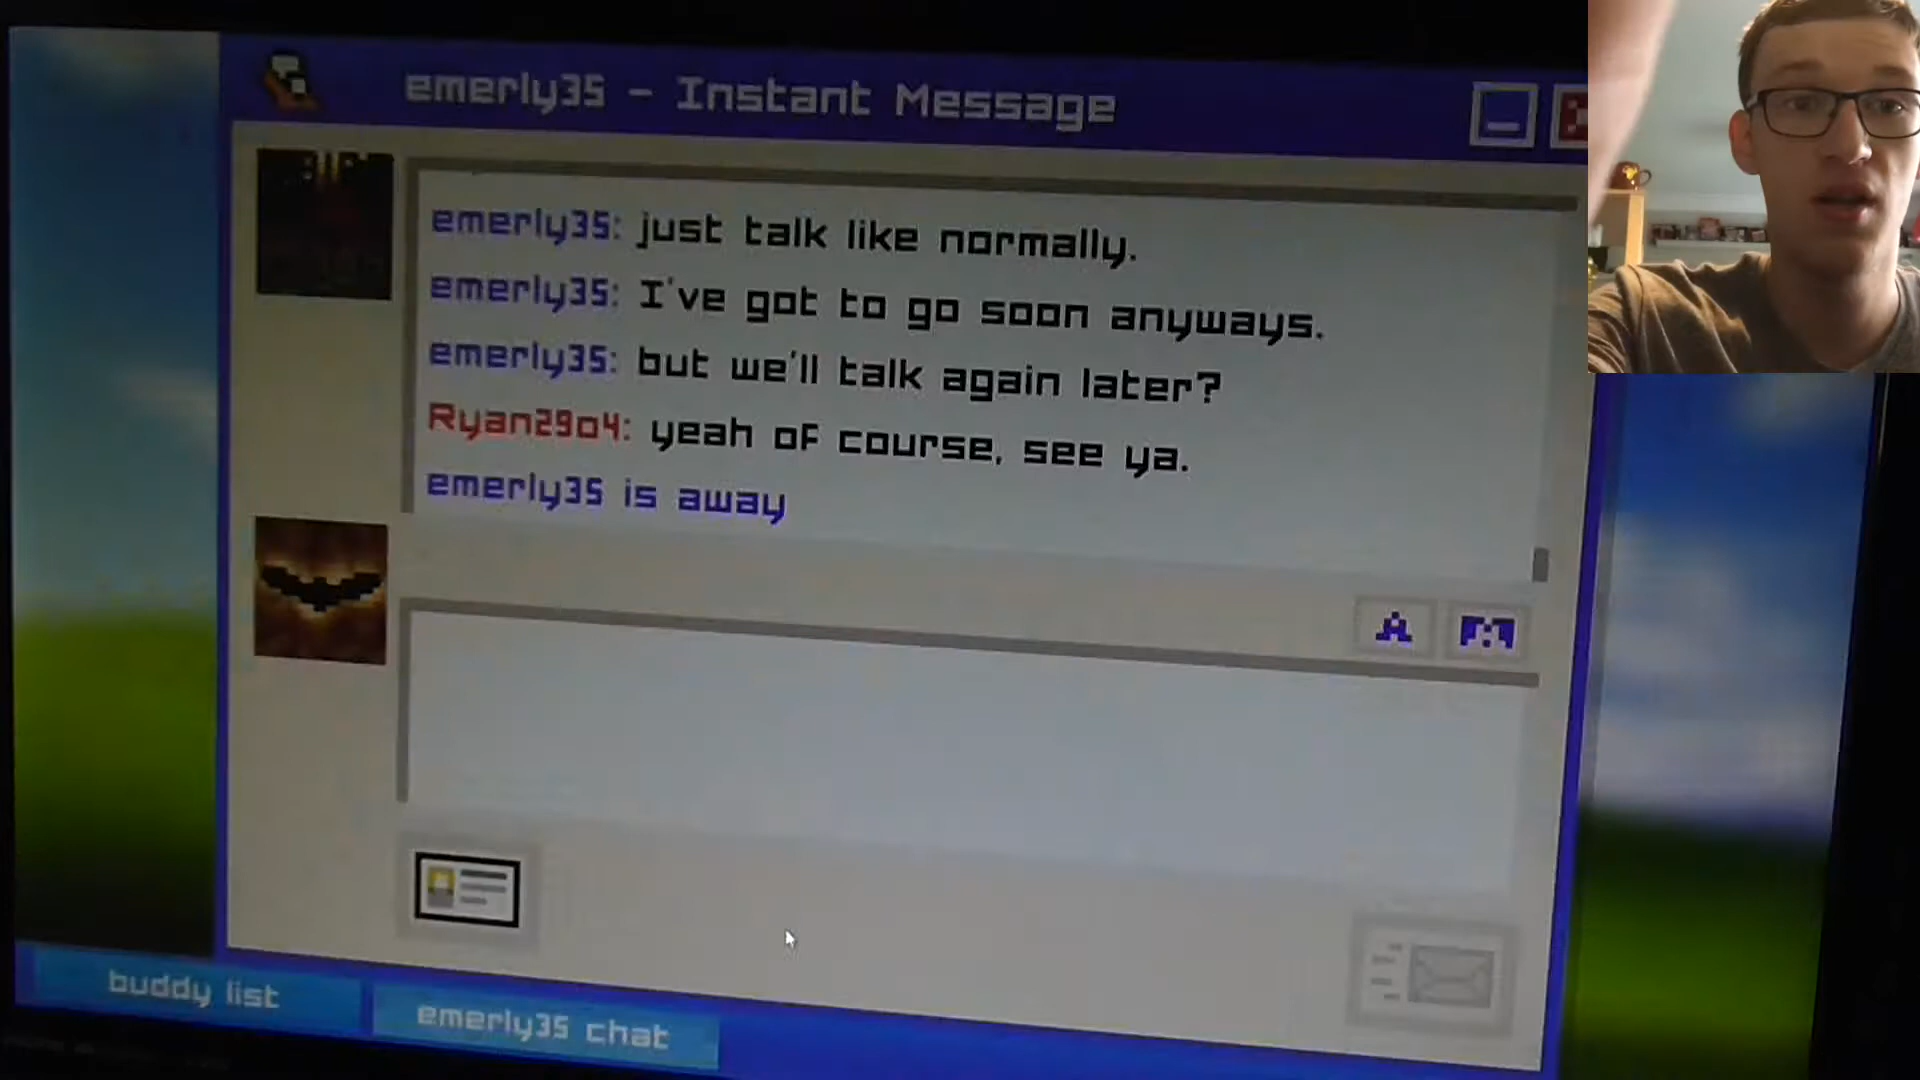 emerly35 - Instant Message
emerly35: just talk like normally.
emerly35: I've got to go soon anyways.
emerly35: but we'll talk again later?
Ryan29o4: yeah of course, see ya.
emerly35 is away
A M
buddy list
emerly35 chat